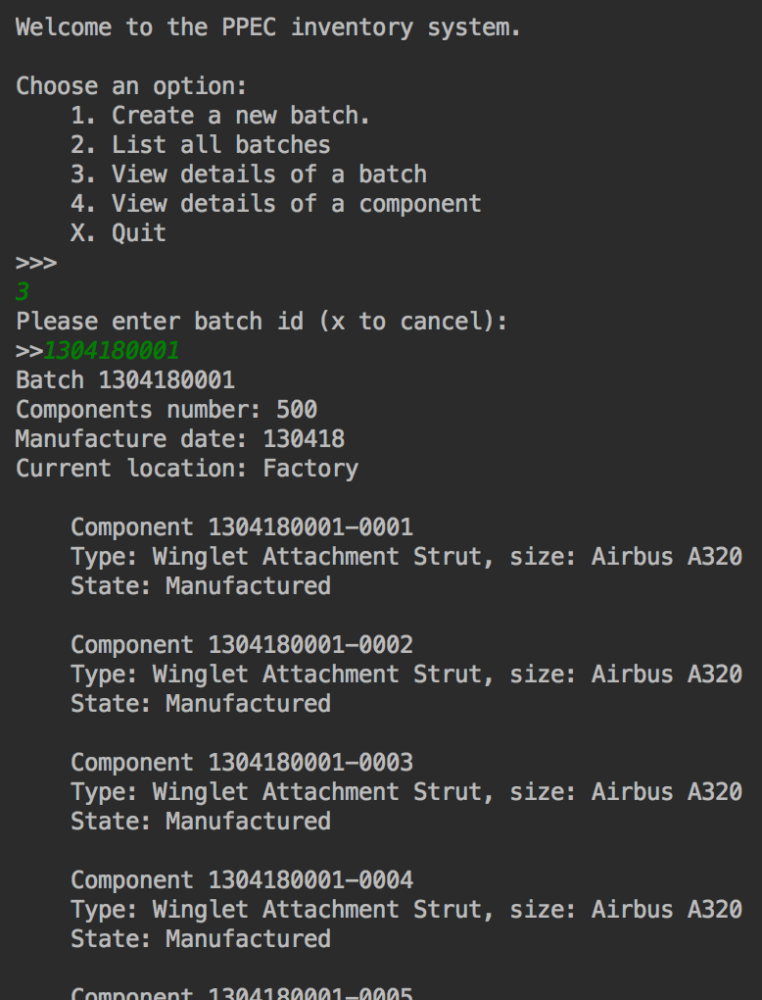 Welcome to the PPEC inventory system.
Choose an option:
1. Create a new batch.
2. List all batches
3. View details of a batch
4. View details of a component
X. Quit
>>>
3
Please enter batch id (x to cancel):
>>1304180001
Batch 1304180001
Components number: 500
Manufacture date: 130418
Current location: Factory
Component 1304180001-0001
Type: Winglet Attachment Strut, size: Airbus A320
State: Manufactured
Component 1304180001-0002
Type: Winglet Attachment Strut, size: Airbus A320
State: Manufactured
Component 1304180001-0003
Type: Winglet Attachment Strut, size: Airbus A320
State: Manufactured
Component 1304180001-0004
Type: Winglet Attachment Strut, size: Airbus A320
State: Manufactured
Component 1304180001-0005